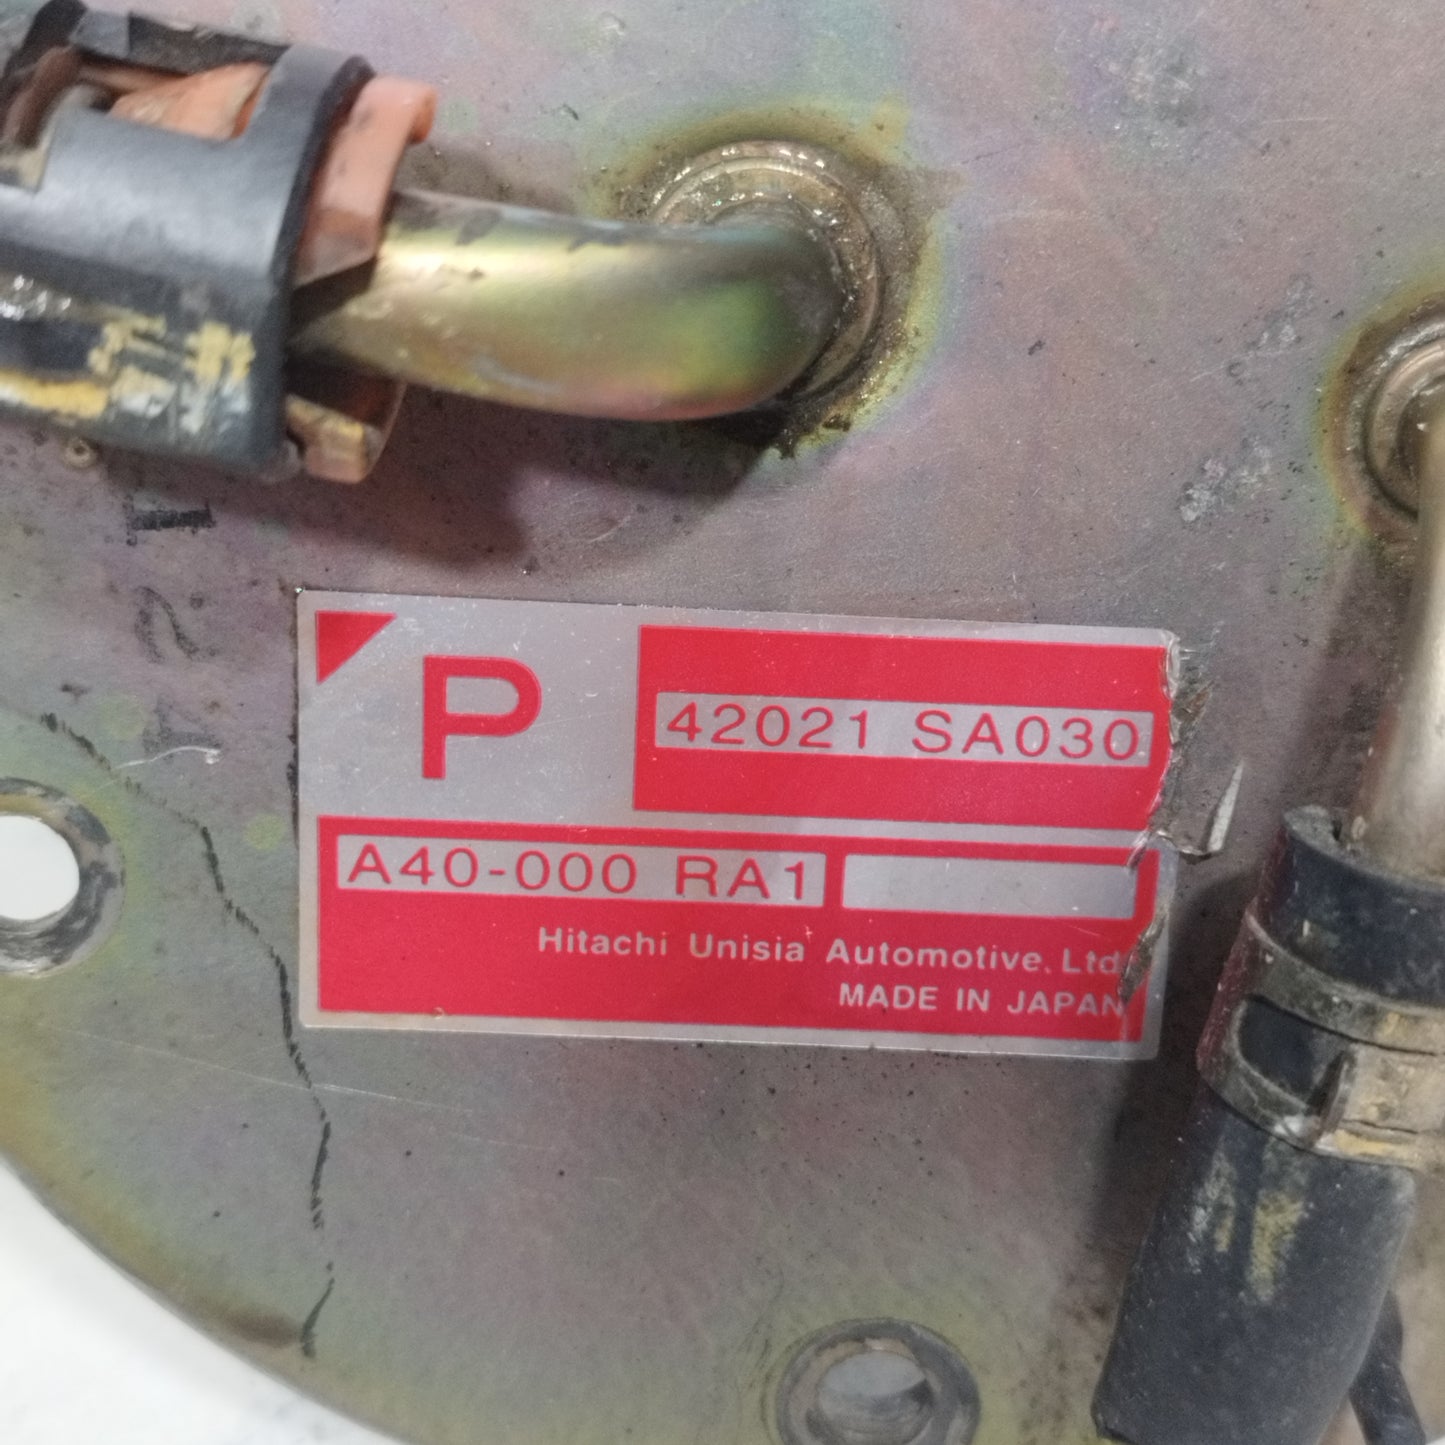 P
42021 SA030
A40-000 RA1
Hitachi Unisia Automotive. Ltd
MADE IN JAPAN